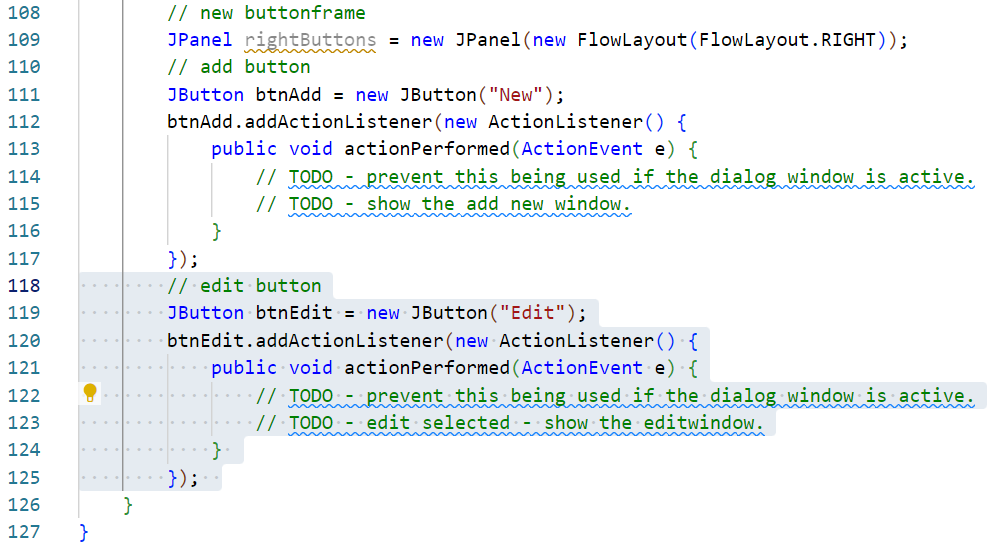 108 // new buttonframe
109 JPanel rightButtons = new JPanel(new FlowLayout(FlowLayout.RIGHT));
110 // add button
111 JButton btnAdd = new JButton("New");
112 btnAdd.addActionListener(new ActionListener() {
113 public void actionPerformed(ActionEvent e) {
114 // TODO - prevent this being used if the dialog window is active.
115 // TODO - show the add new window.
116 }
117 });
118 // edit button
119 JButton btnEdit = new JButton("Edit");
120 btnEdit.addActionListener(new ActionListener() {
121 public void actionPerformed(ActionEvent e) {
122 // TODO - prevent this being used if the dialog window is active.
123 // TODO - edit selected - show the editwindow.
124 }
125 });
126 }
127 }